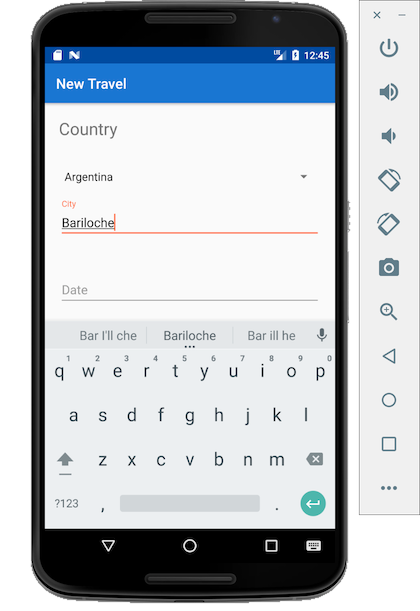 LTE 12:45
New Travel
Country
Argentina
City
Bariloche
Date
Bar I'll che Bariloche Bar ill he
1 2 3 4 5 6 7 8 9 0
q w e r t y u i o p
a s d f g h j k l
z x c v b n m
?123 , .